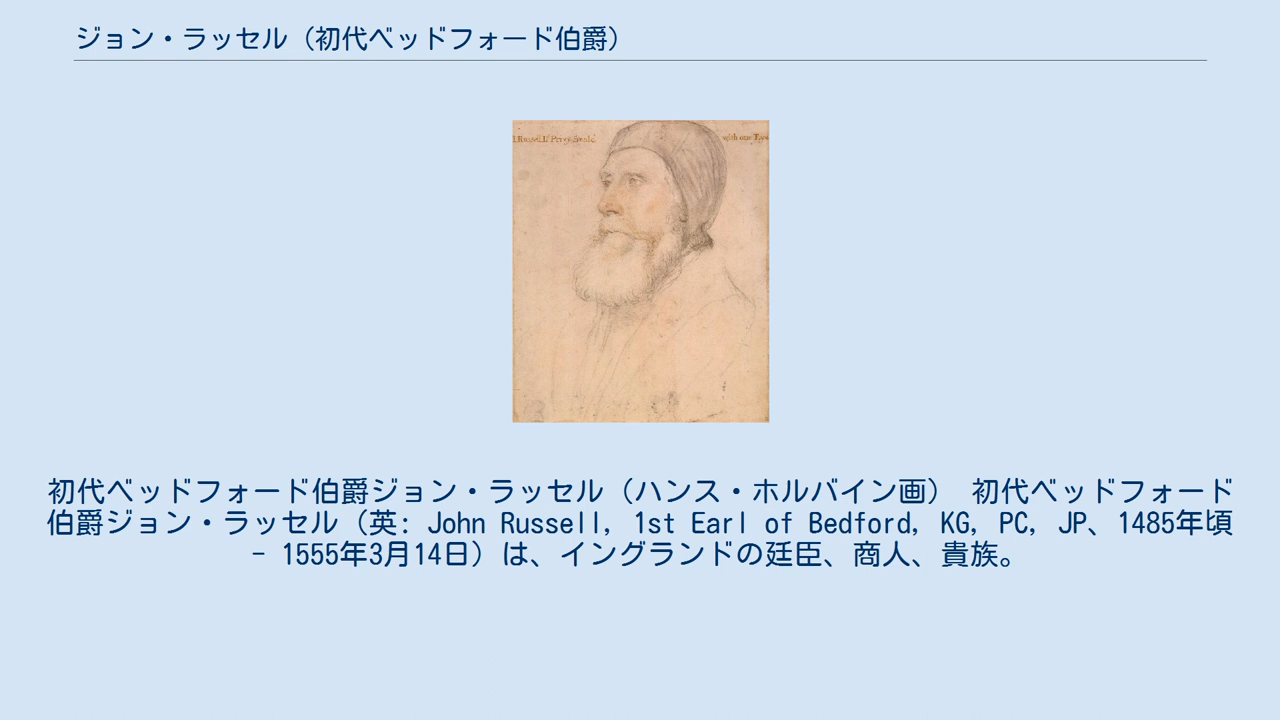 ジョン・ラッセル（初代ベッドフォード伯爵）
with one Eye
初代ベッドフォード伯爵ジョン・ラッセル（ハンス・ホルバイン画） 初代ベッドフォード
伯爵ジョン・ラッセル（英: John Russell, 1st Earl of Bedford, KG, PC, JP、1485年頃
- 1555年3月14日）は、イングランドの廷臣、商人、貴族。